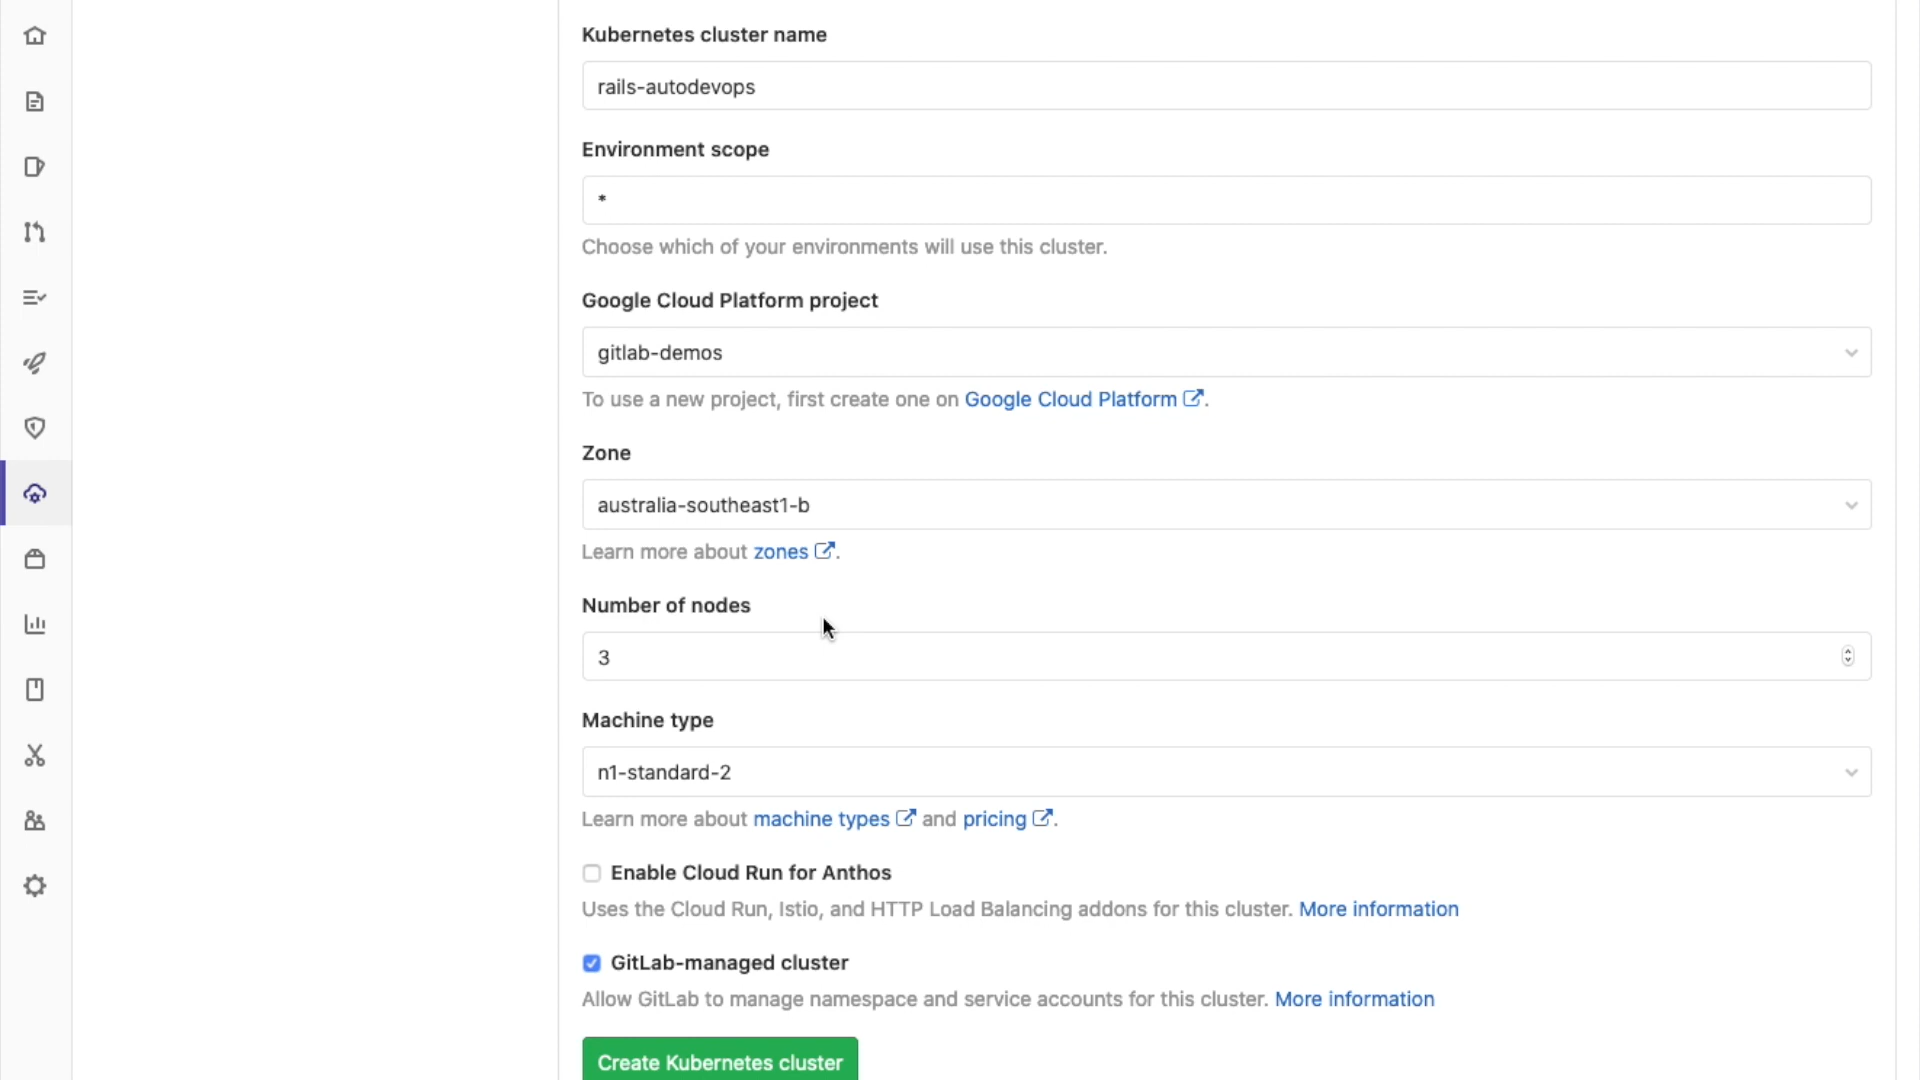 Kubernetes cluster name
rails-autodevops
Environment scope
*
Choose which of your environments will use this cluster.
Google Cloud Platform project
gitlab-demos
To use a new project, first create one on Google Cloud Platform.
Zone
australia-southeast1-b
Learn more about zones.
Number of nodes
3
Machine type
n1-standard-2
Learn more about machine types and pricing.
Enable Cloud Run for Anthos
Uses the Cloud Run, Istio, and HTTP Load Balancing addons for this cluster. More information
GitLab-managed cluster
Allow GitLab to manage namespace and service accounts for this cluster. More information
Create Kubernetes cluster